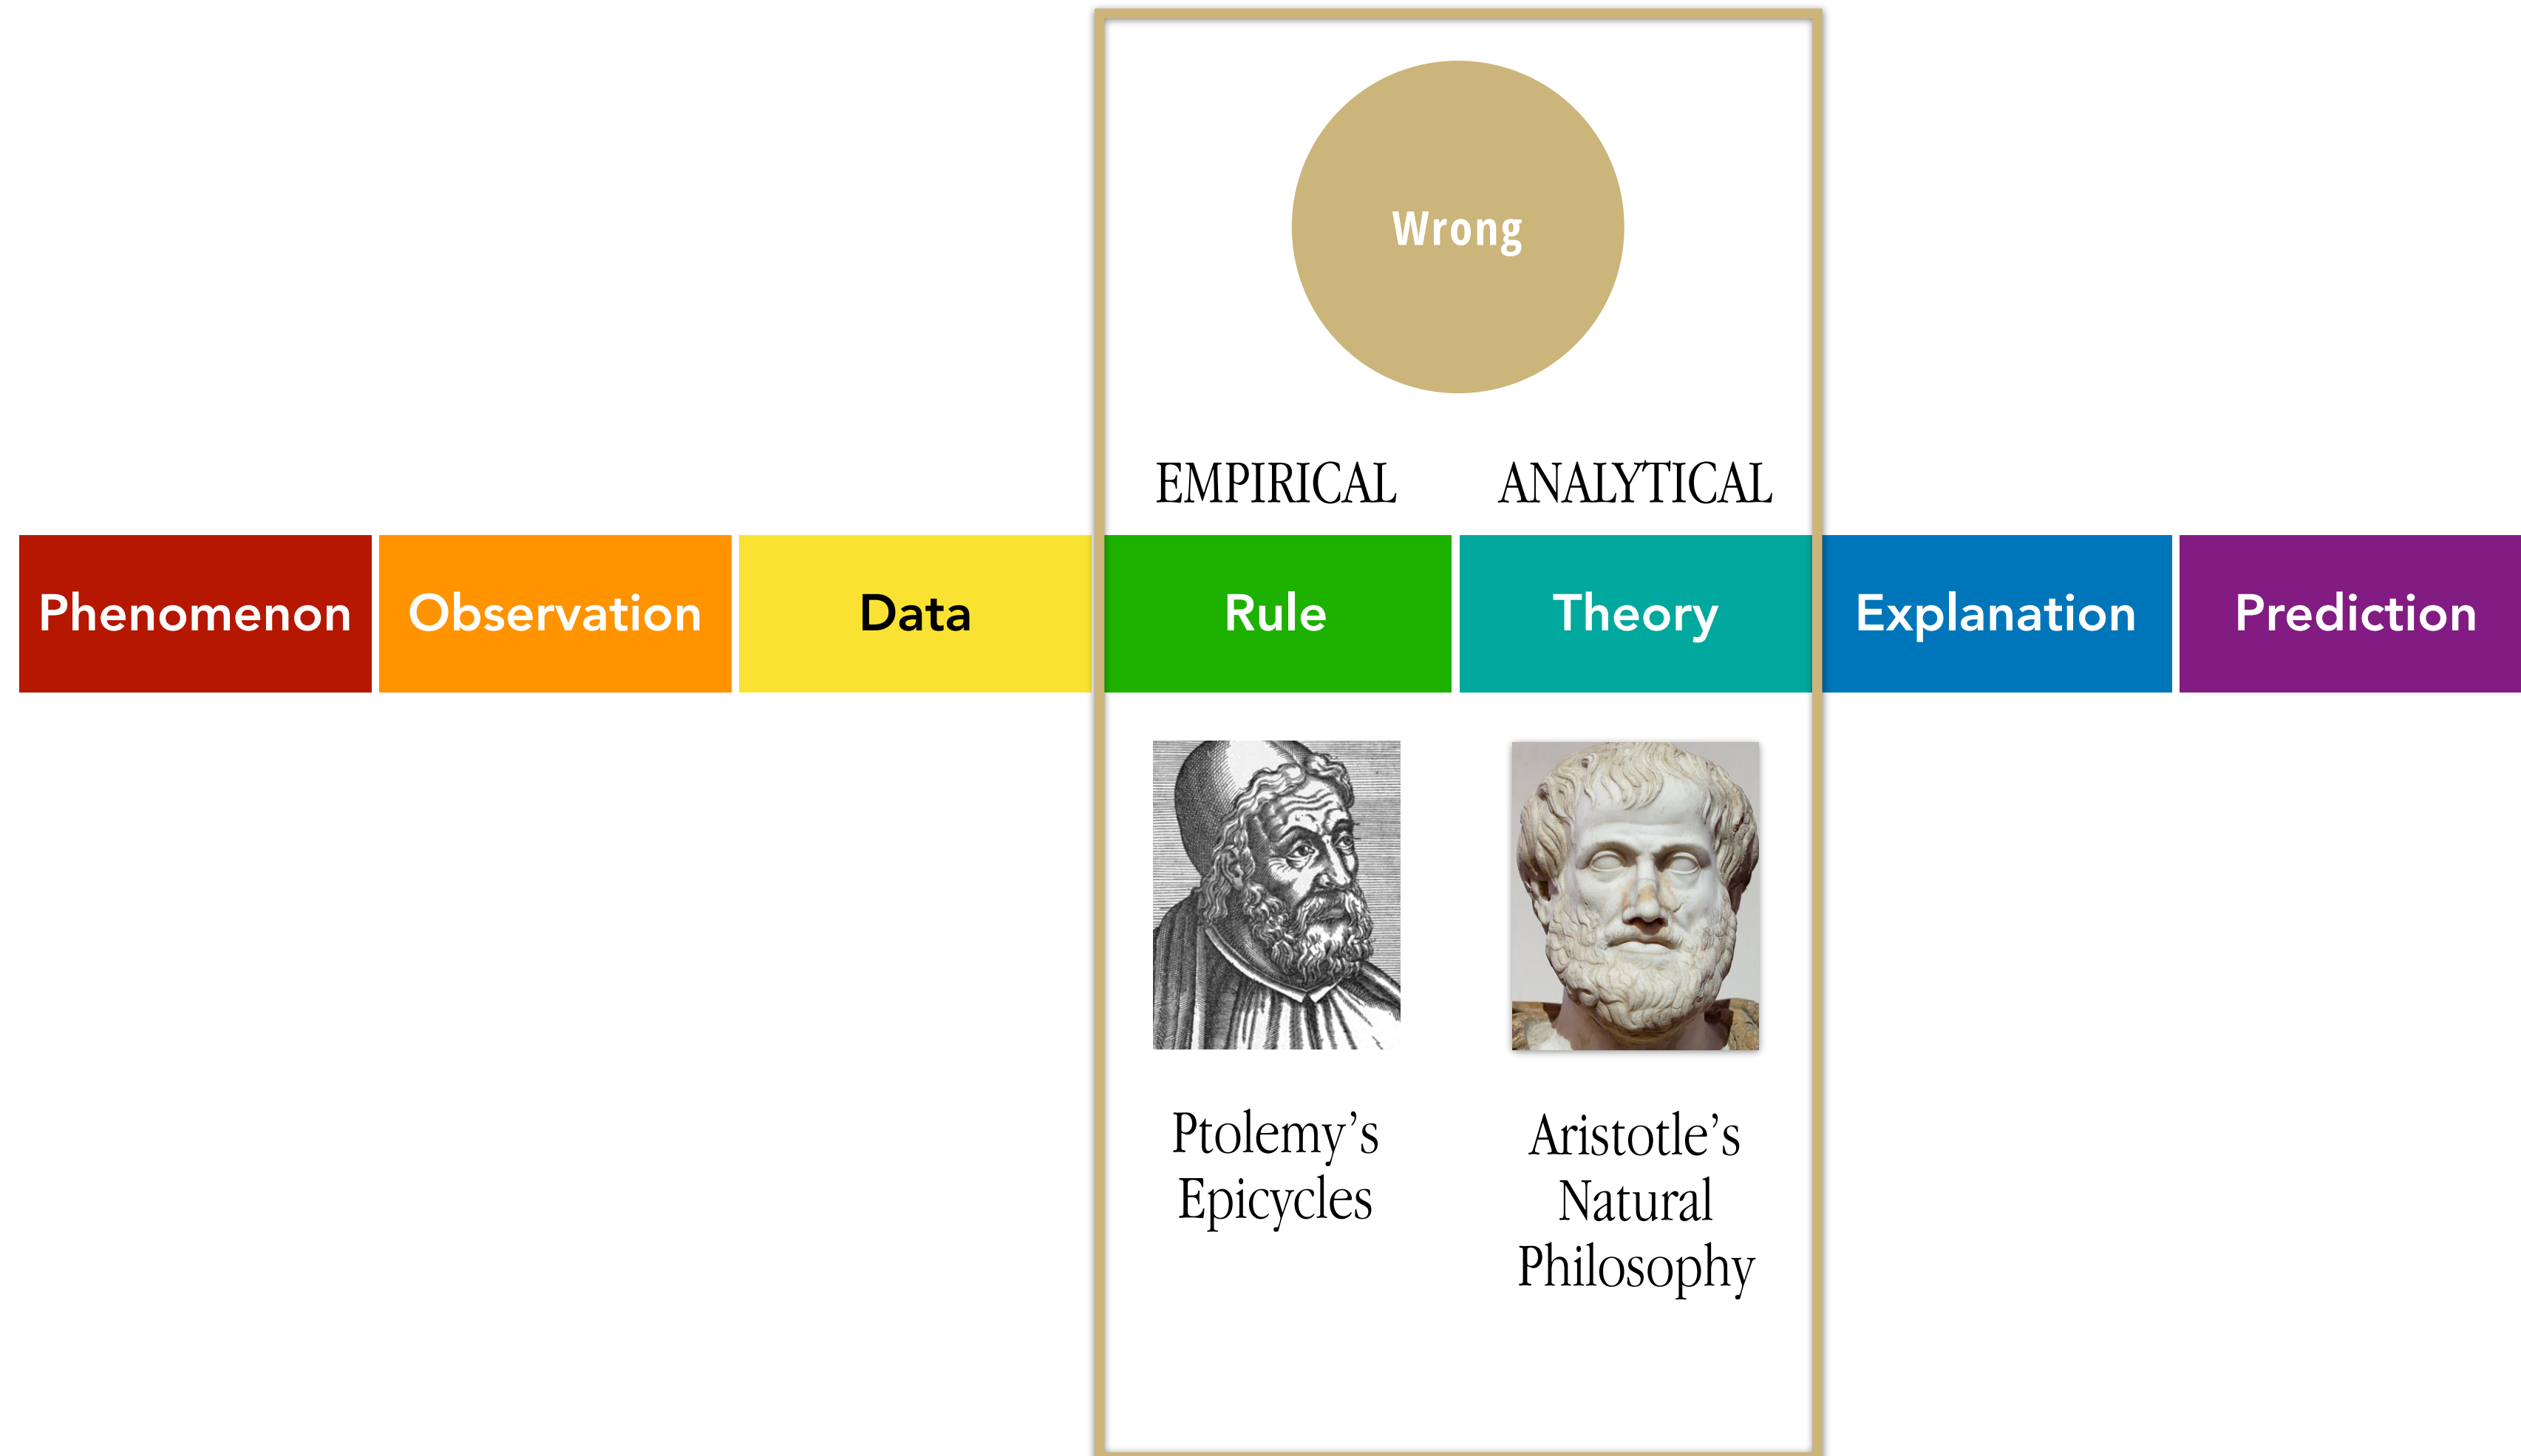 Wrong
EMPIRICAL
ANALYTICAL
Phenomenon
Observation
Data
Rule
Theory
Explanation
Prediction
Ptolemy’s
Epicycles
Aristotle’s
Natural
Philosophy